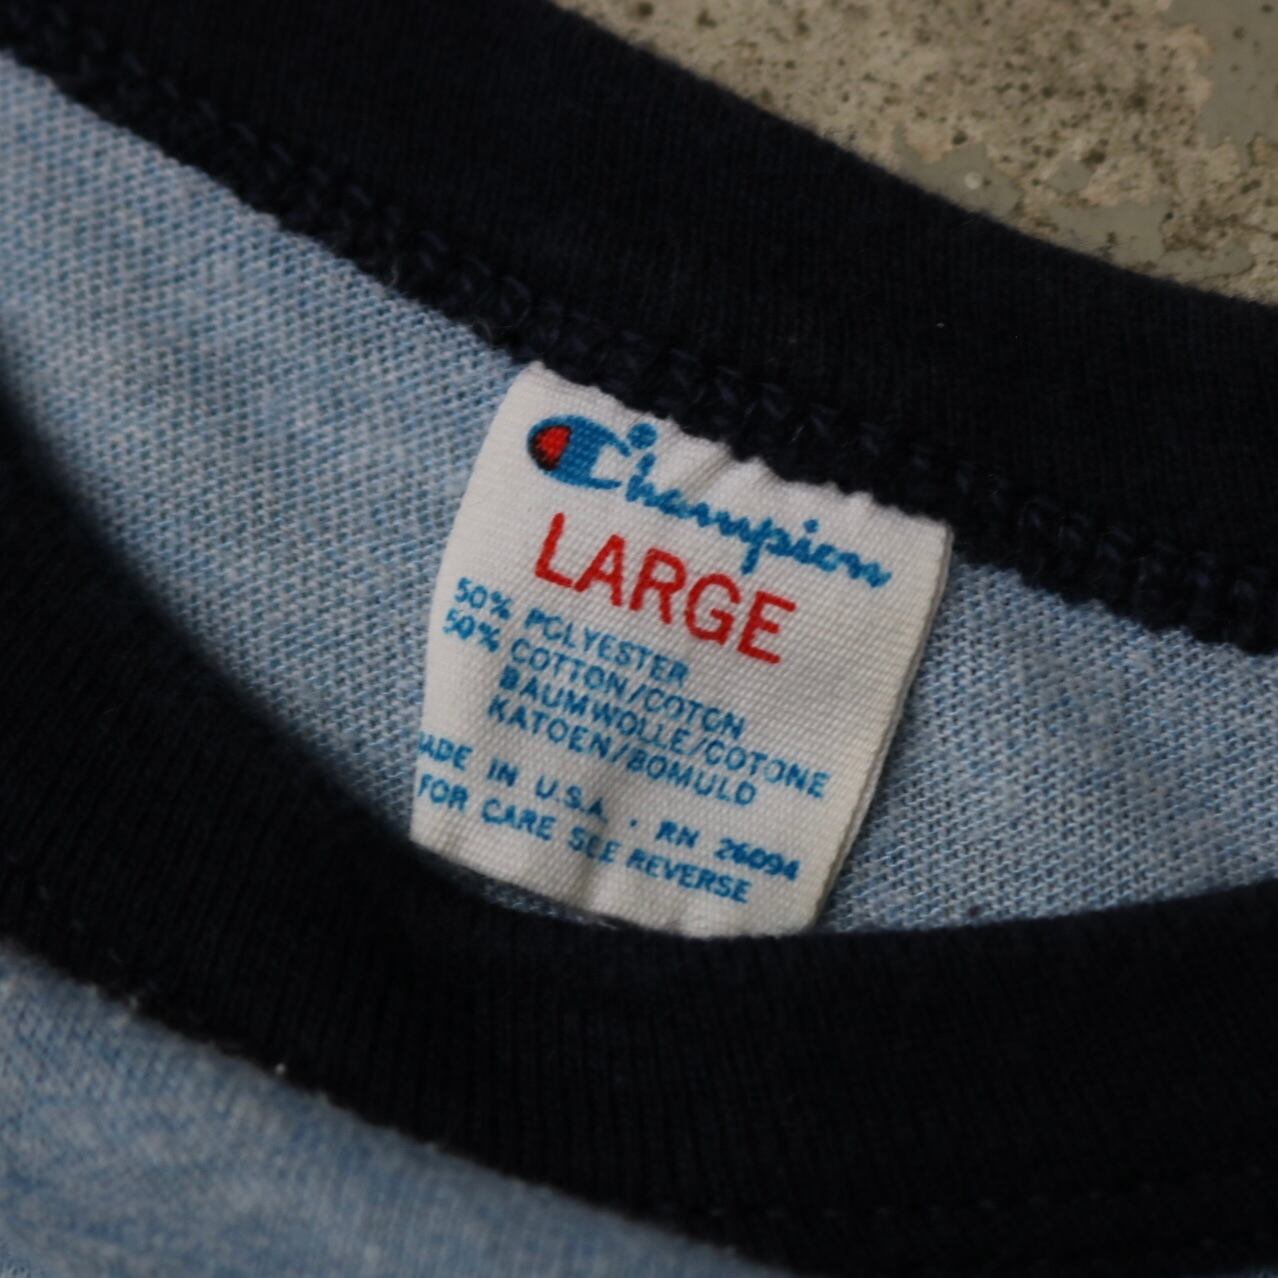 Champion
LARGE
50% POLYESTER
50% COTTON/COTON
BAUMWOLLE/COTONE
KATOEN/BOMULD
MADE IN U.S.A. · RN 26094
FOR CARE SEE REVERSE